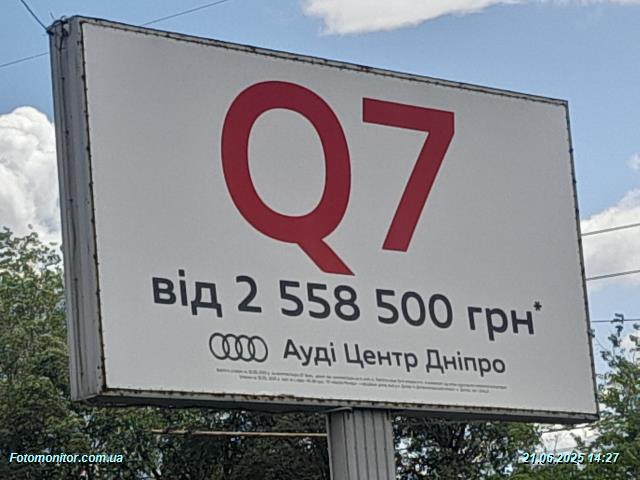 Q7
від 2 558 500 грн*
Ауді Центр Дніпро
Fotomonitor.com.ua
21.06.2025 14:27